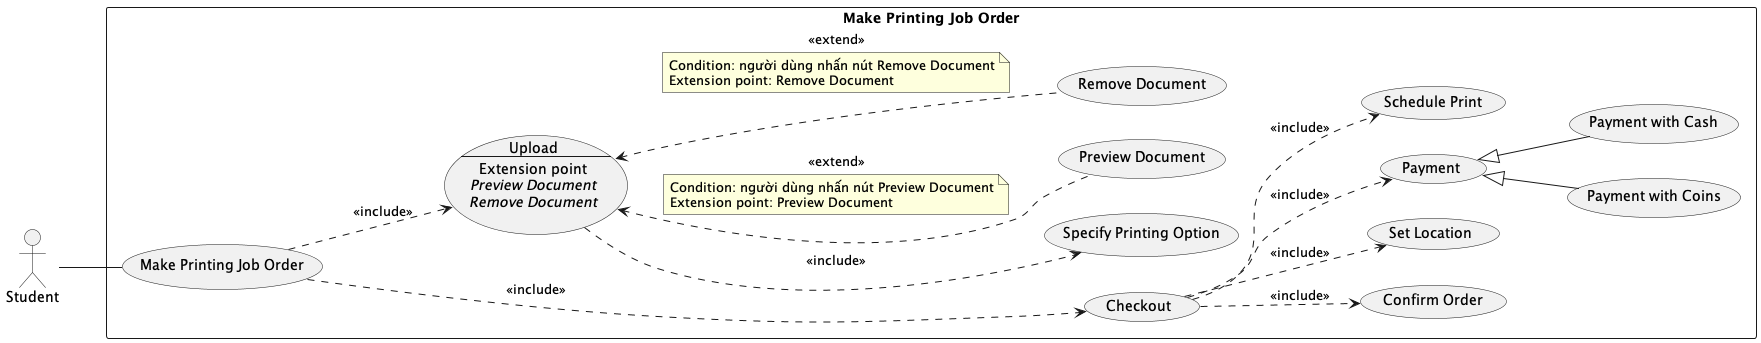 Make Printing Job Order
«extend»
Condition: người dùng nhấn nút Remove Document
Extension point: Remove Document
Remove Document
Schedule Print
Payment with Cash
«include»
Upload
Extension point
Preview Document
Remove Document
«extend»
Condition: người dùng nhấn nút Preview Document
Extension point: Preview Document
Preview Document
Payment
«include»
Payment with Coins
«include»
Specify Printing Option
Set Location
«include»
«include»
Make Printing Job Order
Student
«include»
Checkout
«include»
Confirm Order